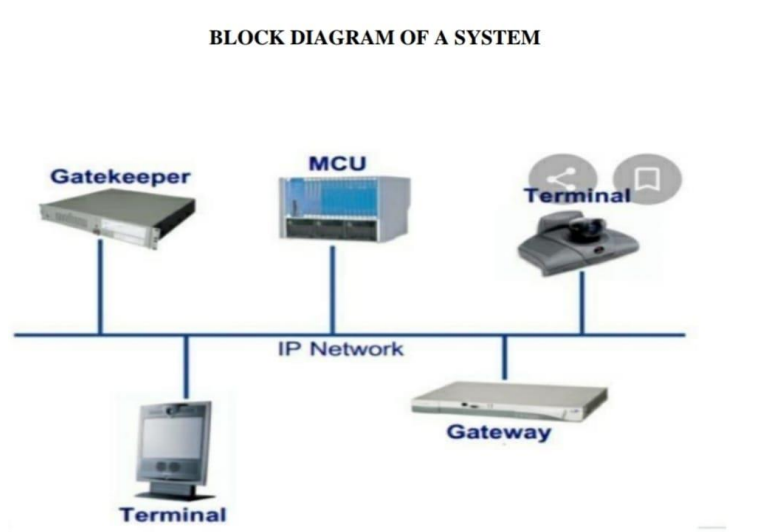 BLOCK DIAGRAM OF A SYSTEM
Gatekeeper
MCU
Terminal
IP Network
Gateway
Terminal